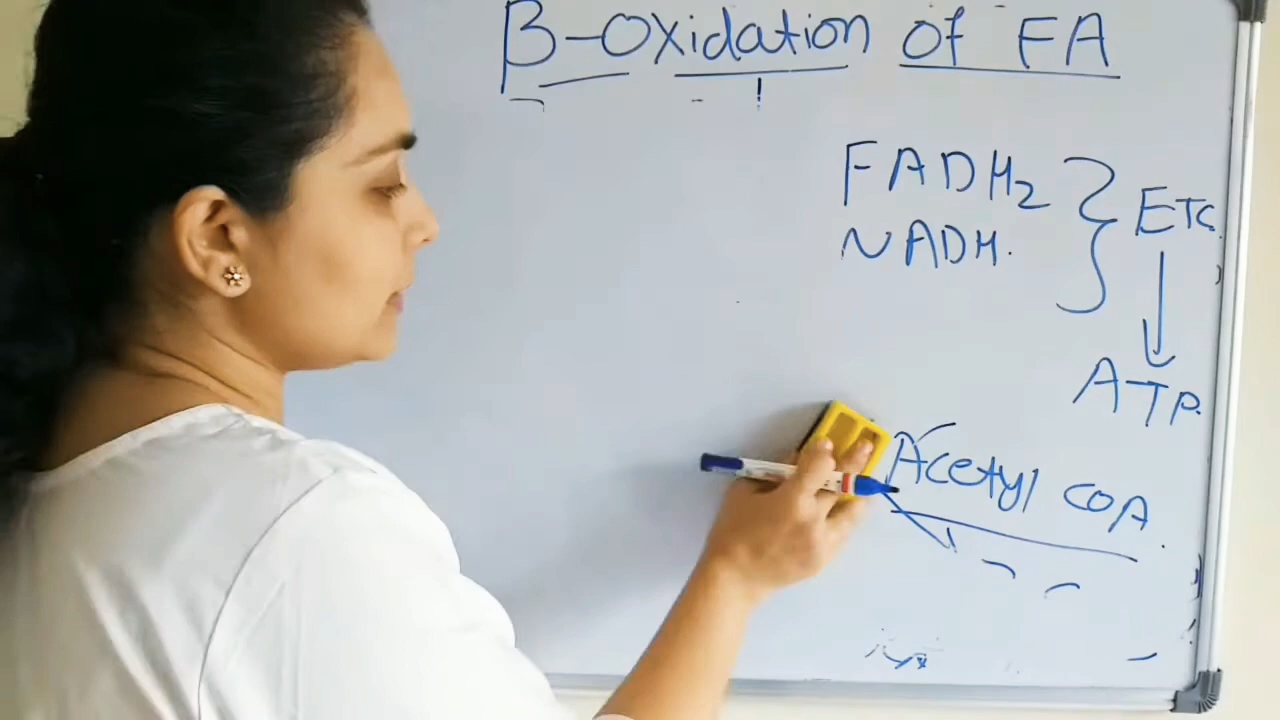 β-Oxidation of FA
FADH2 } ETC
NADH.
ATP.
Acetyl COA.